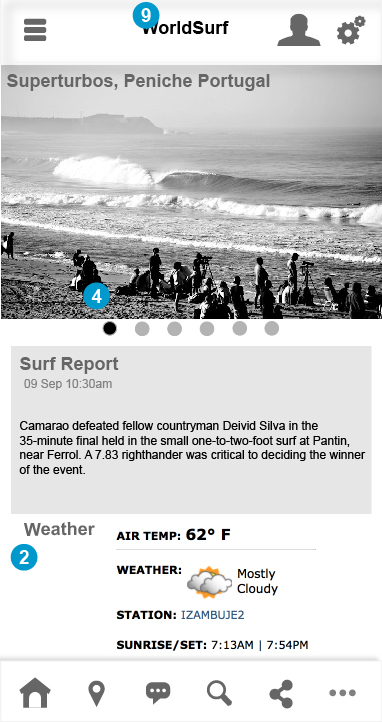 9
WorldSurf
Superturbos, Peniche Portugal
4
Surf Report
09 Sep 10:30am
Camarao defeated fellow countryman Deivid Silva in the
35-minute final held in the small one-to-two-foot surf at Pantin,
near Ferrol. A 7.83 righthander was critical to deciding the winner
of the event.
Weather
2
AIR TEMP: 62° F
WEATHER: Mostly
Cloudy
STATION: IZAMBUJE2
SUNRISE/SET: 7:13AM | 7:54PM